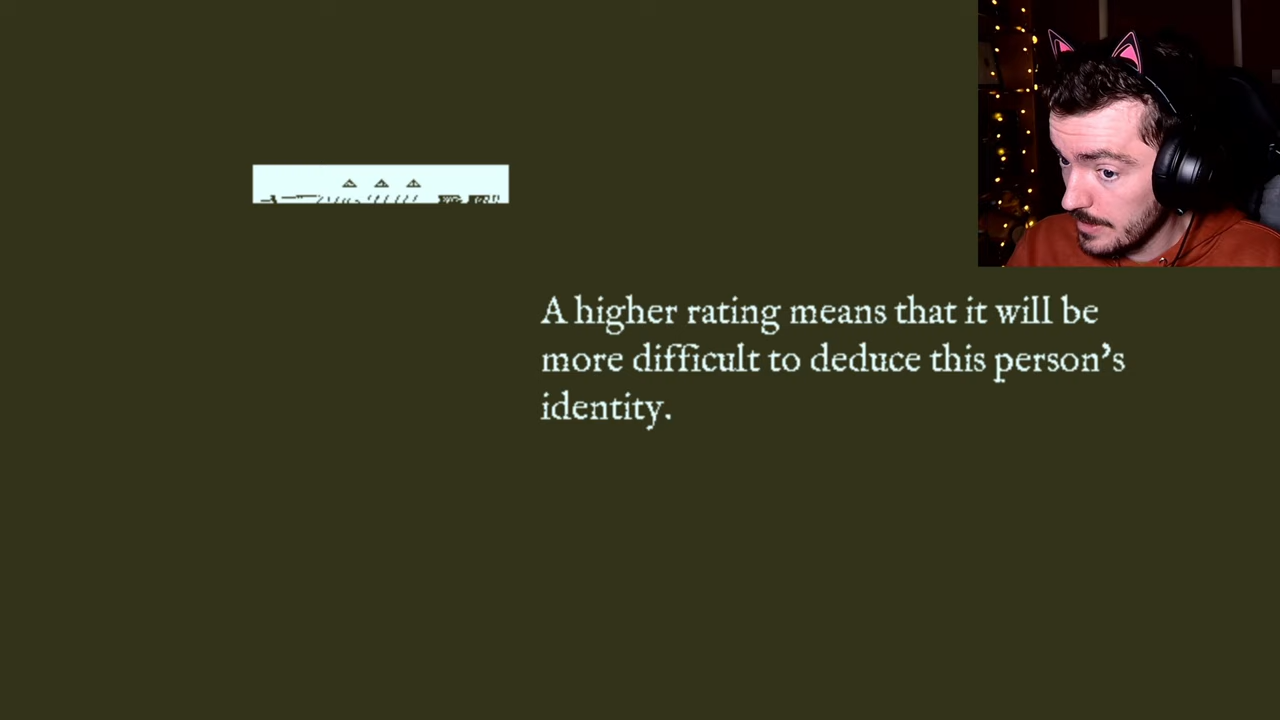 A higher rating means that it will be
more difficult to deduce this person’s
identity.